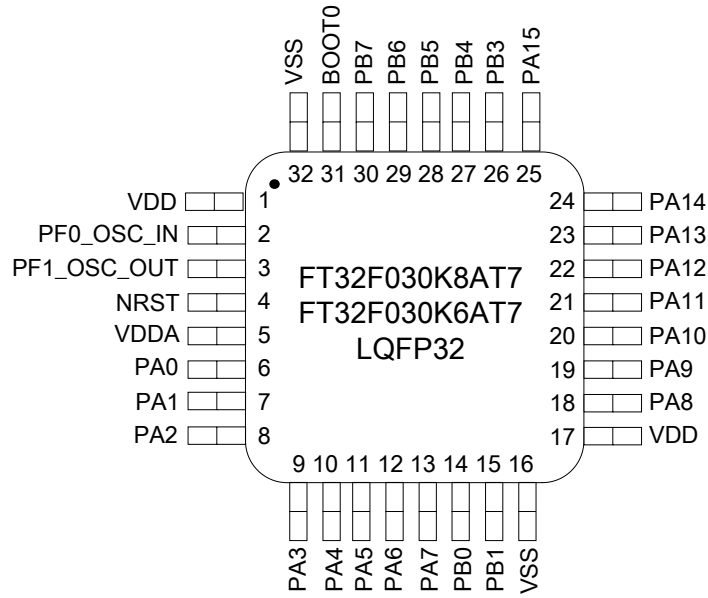 VSS
BOOT0
PB7
PB6
PB5
PB4
PB3
PA15
32 31 30 29 28 27 26 25
VDD 1
PF0_OSC_IN 2
PF1_OSC_OUT 3
NRST 4
VDDA 5
PA0 6
PA1 7
PA2 8
FT32F030K8AT7
FT32F030K6AT7
LQFP32
24 PA14
23 PA13
22 PA12
21 PA11
20 PA10
19 PA9
18 PA8
17 VDD
9 10 11 12 13 14 15 16
PA3
PA4
PA5
PA6
PA7
PB0
PB1
VSS